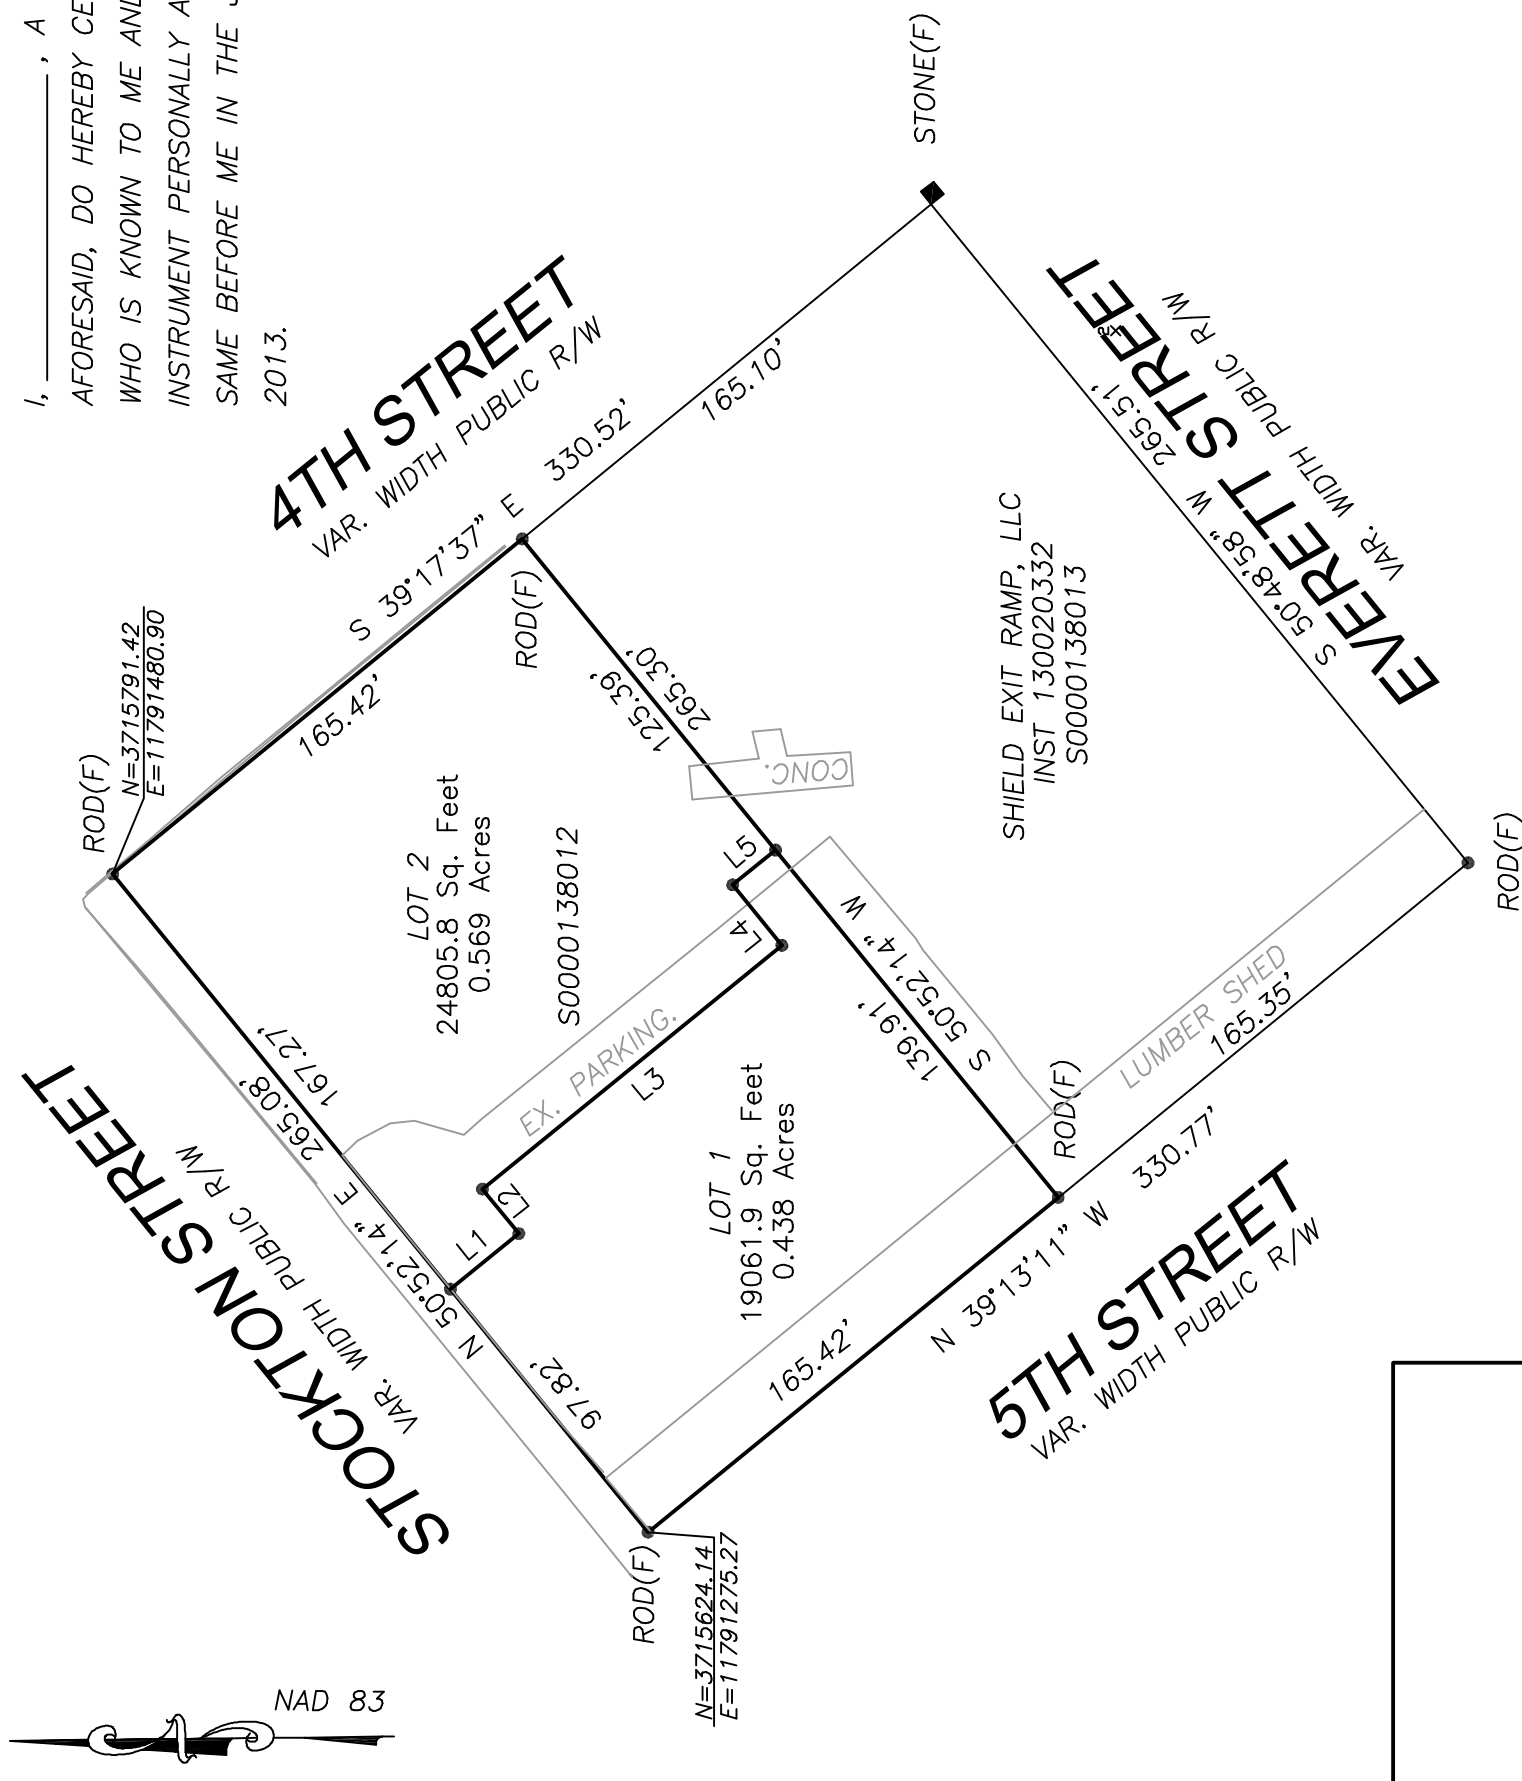 I, ____________, A
AFORESAID, DO HEREBY CE
WHO IS KNOWN TO ME AND
INSTRUMENT PERSONALLY A
SAME BEFORE ME IN THE
2013.
STONE(F)
4TH STREET
VAR. WIDTH PUBLIC R/W
S 39°17'37" E 330.52'
165.10'
165.42'
ROD(F)
N=3715791.42
E=11791480.90
ROD(F)
EVERETT STREET
VAR. WIDTH PUBLIC R/W
S 50°48'58" W 265.51'
SHIELD EXIT RAMP, LLC
INST 130020332
S0000138013
265.30'
125.39'
CONC.
LOT 2
24805.8 Sq. Feet
0.569 Acres
S0000138012
L5
L4
L3
L2
L1
EX. PARKING.
STOCKTON STREET
VAR. WIDTH PUBLIC R/W
N 50°52'14" E 265.08'
167.27'
97.82'
139.91'
S 50°52'14" W
LOT 1
19061.9 Sq. Feet
0.438 Acres
LUMBER SHED
165.35'
ROD(F)
ROD(F)
165.42'
N 39°13'11" W 330.77'
5TH STREET
VAR. WIDTH PUBLIC R/W
ROD(F)
N=3715624.14
E=11791275.27
NAD 83